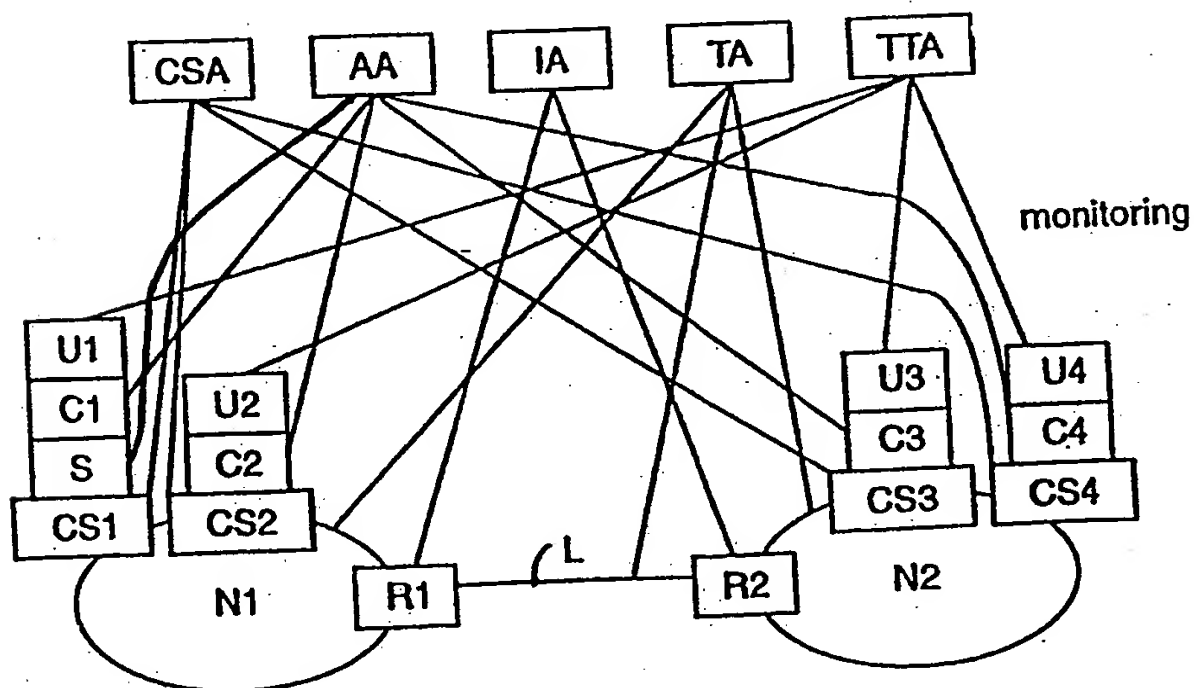 CSA AA IA TA TTA
monitoring
U1
C1
S
CS1
U2
C2
CS2
U3
C3
CS3
U4
C4
CS4
N1
R1
L
R2
N2